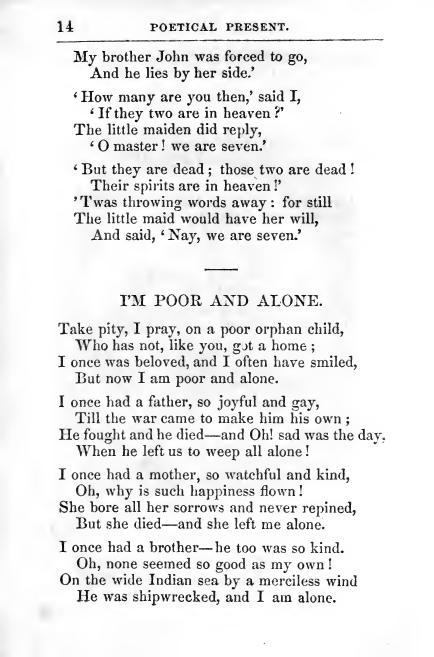 14 POETICAL PRESENT.
My brother John was forced to go,
And he lies by her side.’
‘ How many are you then,’ said I,
‘ If they two are in heaven ?’
The little maiden did reply,
‘ O master ! we are seven.’
‘ But they are dead ; those two are dead !
Their spirits are in heaven !’
’Twas throwing words away : for still
The little maid would have her will,
And said, ‘ Nay, we are seven.’
I’M POOR AND ALONE.
Take pity, I pray, on a poor orphan child,
Who has not, like you, got a home ;
I once was beloved, and I often have smiled,
But now I am poor and alone.
I once had a father, so joyful and gay,
Till the war came to make him his own ;
He fought and he died—and Oh! sad was the day,
When he left us to weep all alone !
I once had a mother, so watchful and kind,
Oh, why is such happiness flown !
She bore all her sorrows and never repined,
But she died—and she left me alone.
I once had a brother—he too was so kind.
Oh, none seemed so good as my own !
On the wide Indian sea by a merciless wind
He was shipwrecked, and I am alone.